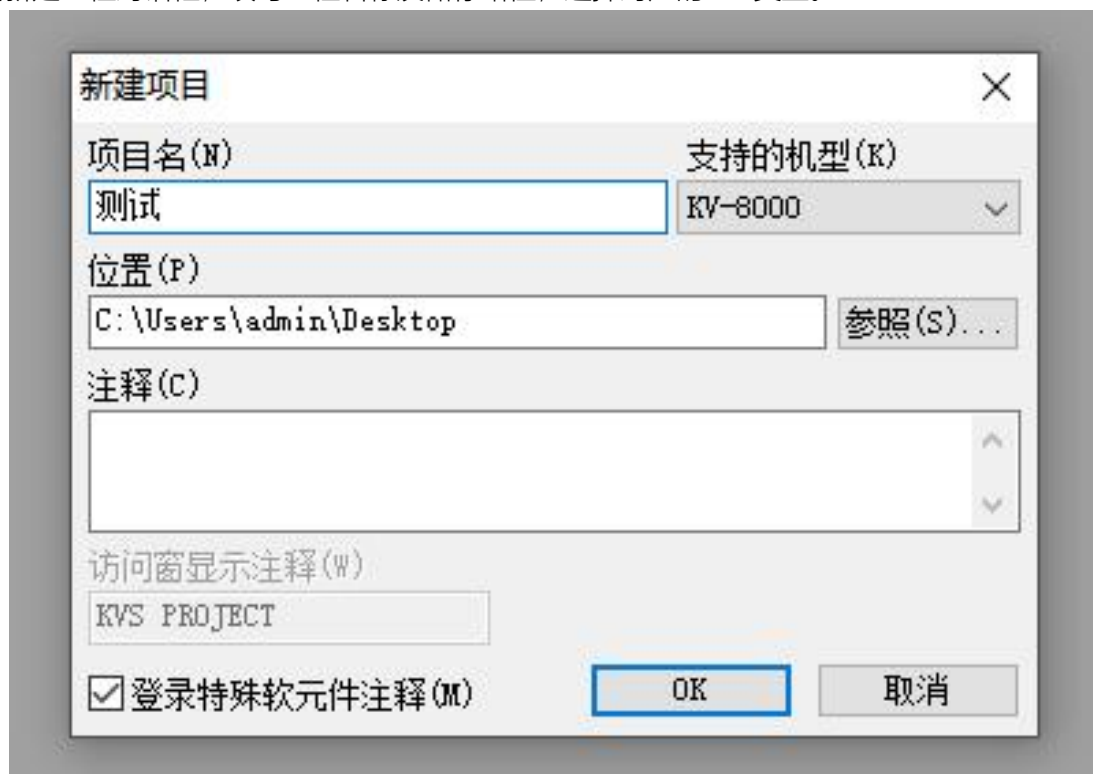 新建项目
项目名(N) 支持的机型(K)
测试 KV-8000
位置(P)
C:\Users\admin\Desktop 参照(S)...
注释(C)
访问窗显示注释(W)
KVS PROJECT
登录特殊软元件注释(M) OK 取消